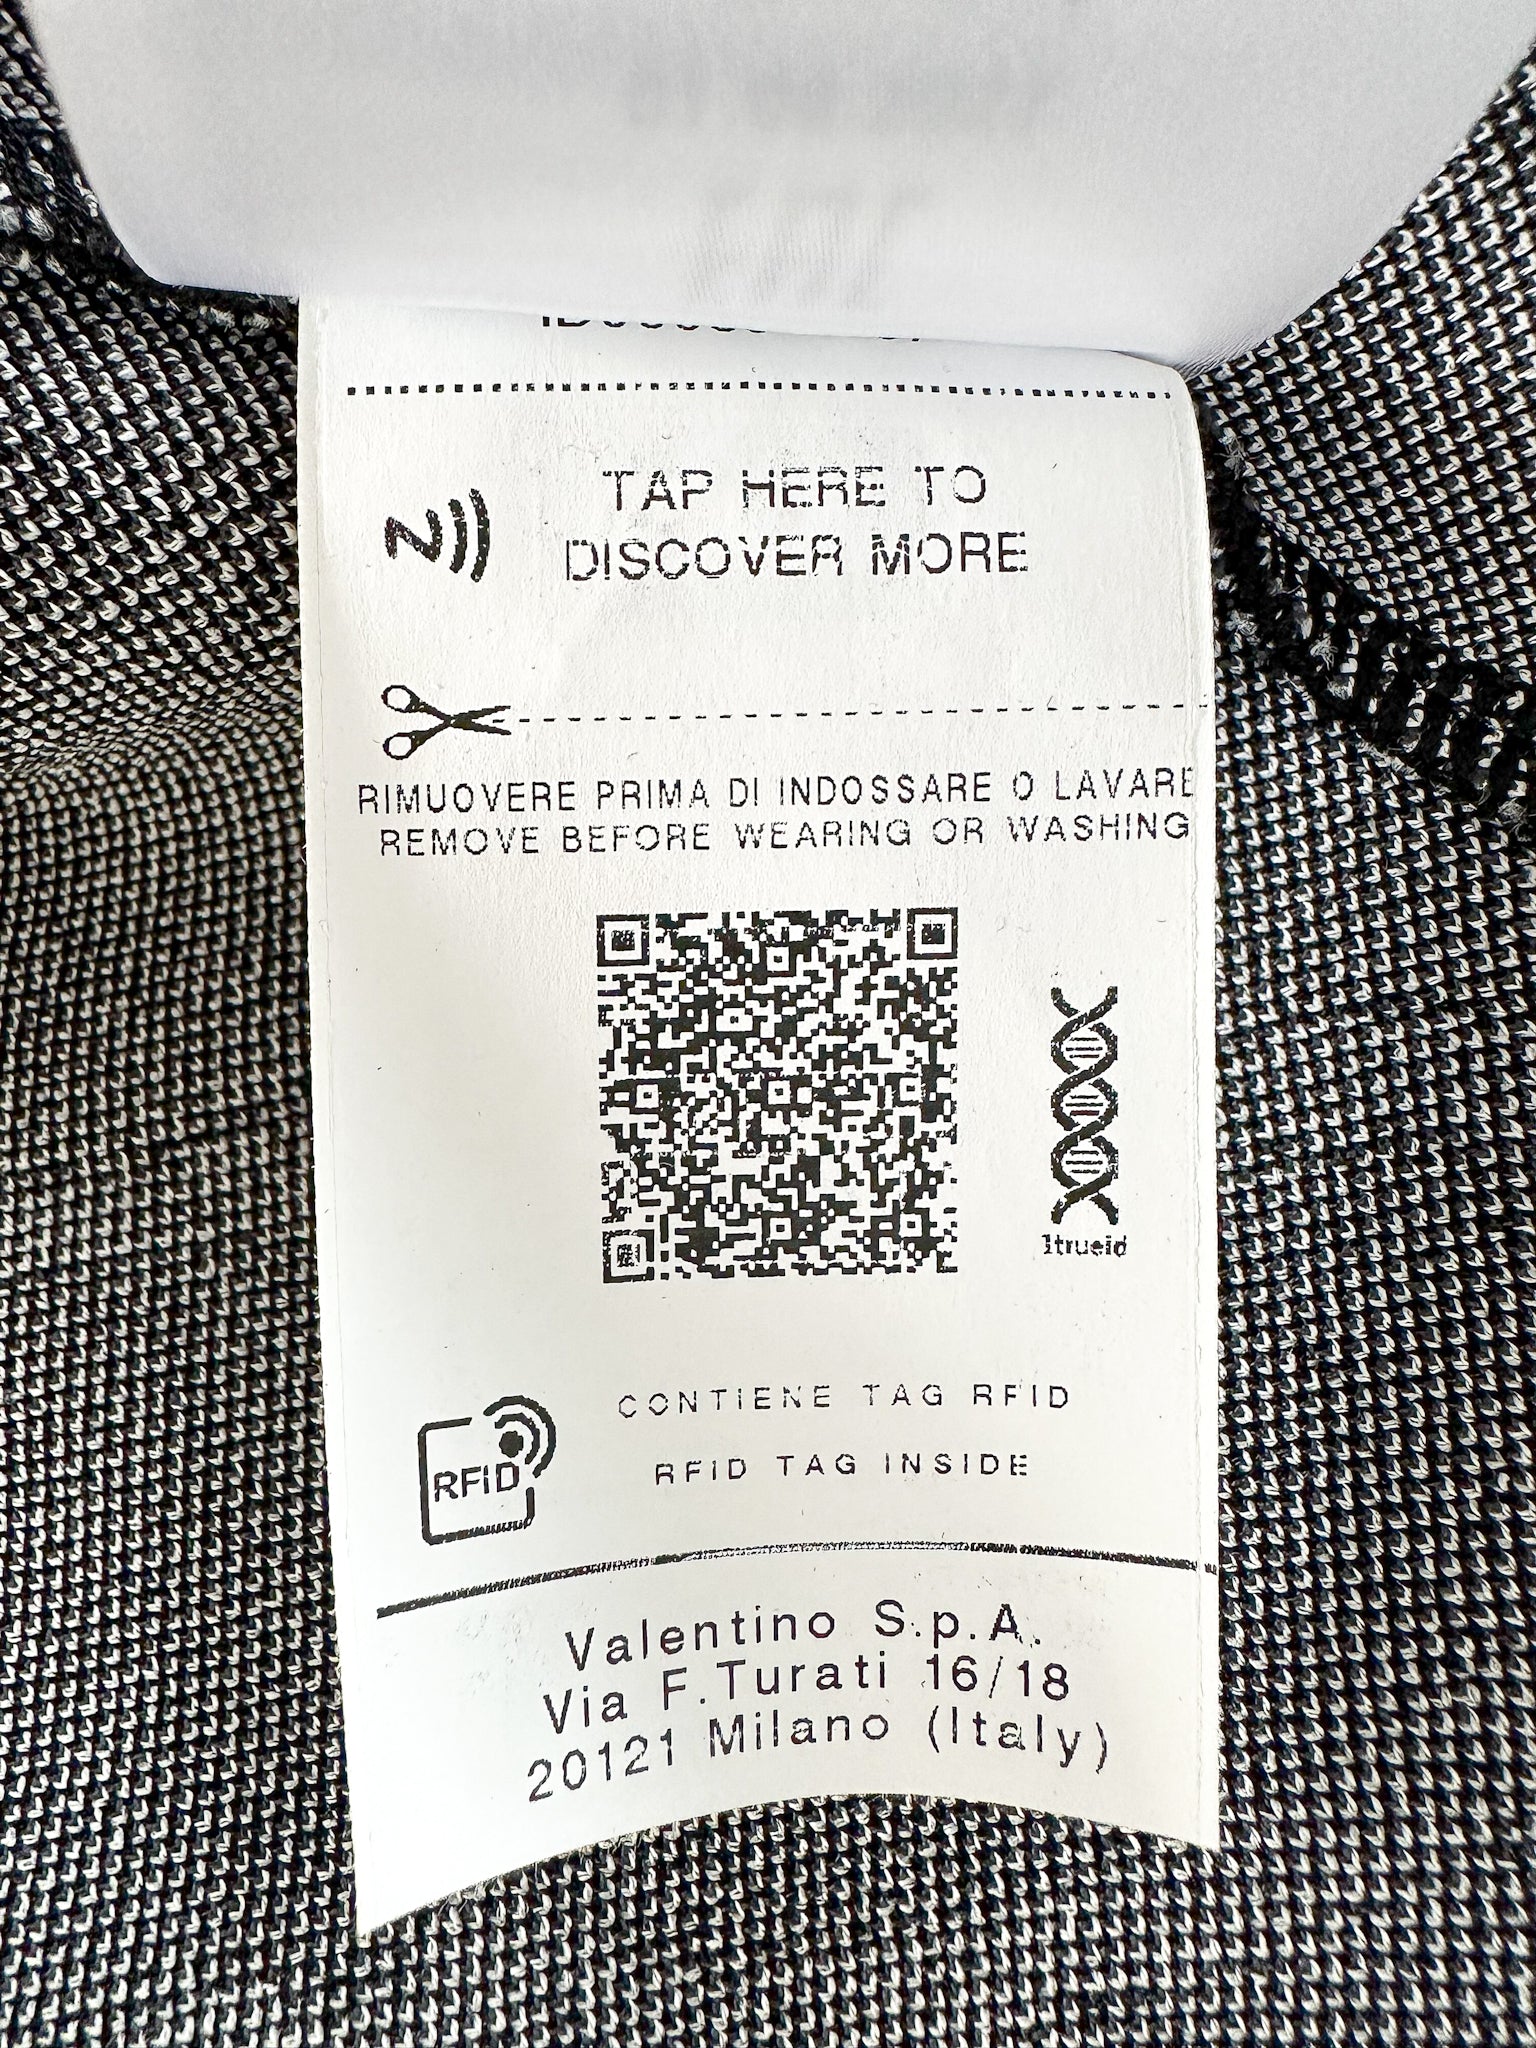 TAP HERE TO
DISCOVER MORE
RIMUOVERE PRIMA DI INDOSSARE O LAVARE
REMOVE BEFORE WEARING OR WASHING
1trueid
CONTIENE TAG RFID
RFID
RFID TAG INSIDE
Valentino S.p.A.
Via F.Turati 16/18
20121 Milano (Italy)